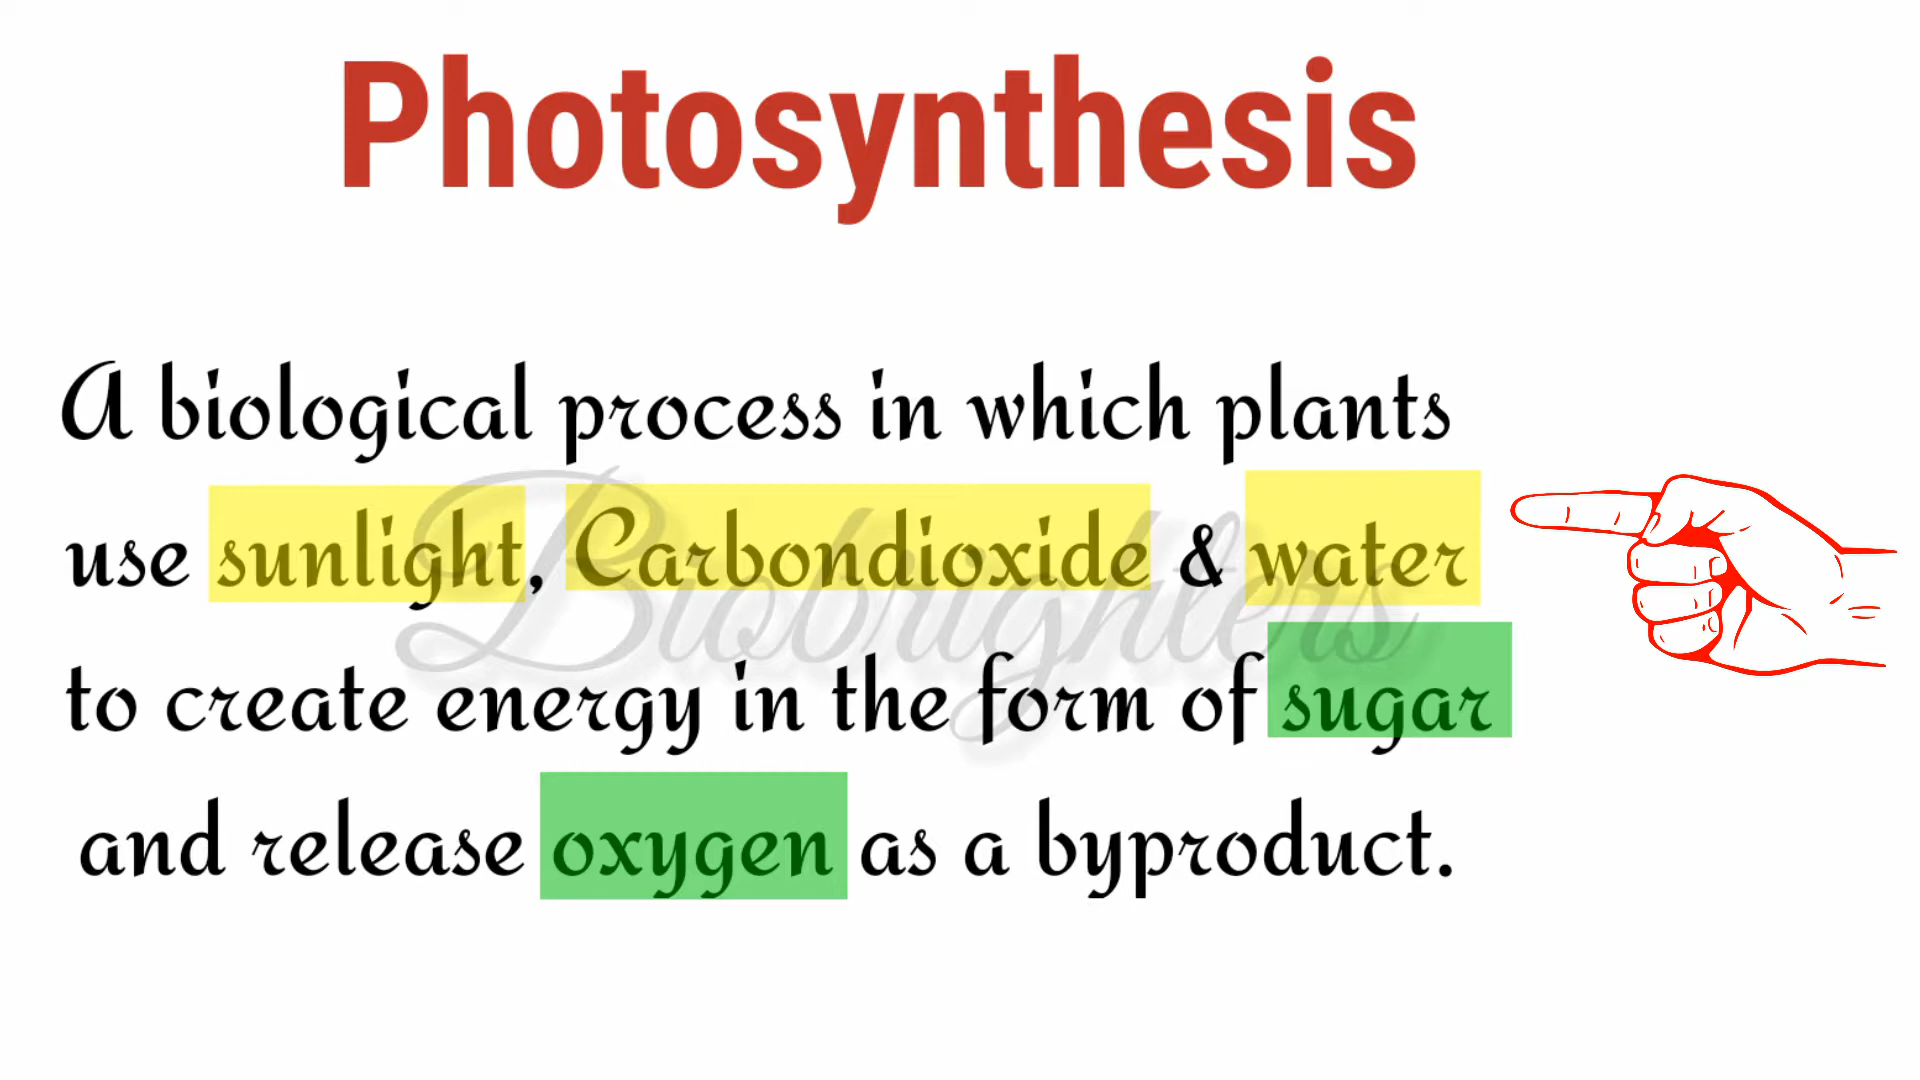 Photosynthesis
A biological process in which plants
use sunlight, Carbondioxide & water
to create energy in the form of sugar
and release oxygen as a byproduct.
Biobrighters